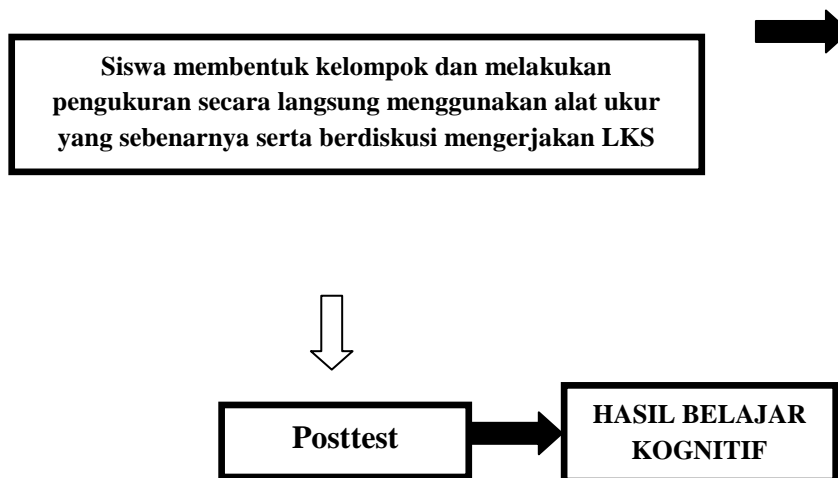 Siswa membentuk kelompok dan melakukan
pengukuran secara langsung menggunakan alat ukur
yang sebenarnya serta berdiskusi mengerjakan LKS
Posttest
HASIL BELAJAR
KOGNITIF